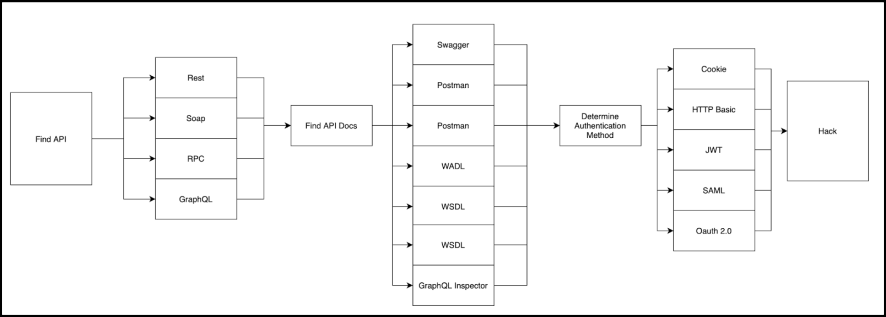 Find API
Rest
Soap
RPC
GraphQL
Find API Docs
Swagger
Postman
Postman
WADL
WSDL
WSDL
GraphQL Inspector
Determine
Authentication
Method
Cookie
HTTP Basic
JWT
SAML
Oauth 2.0
Hack